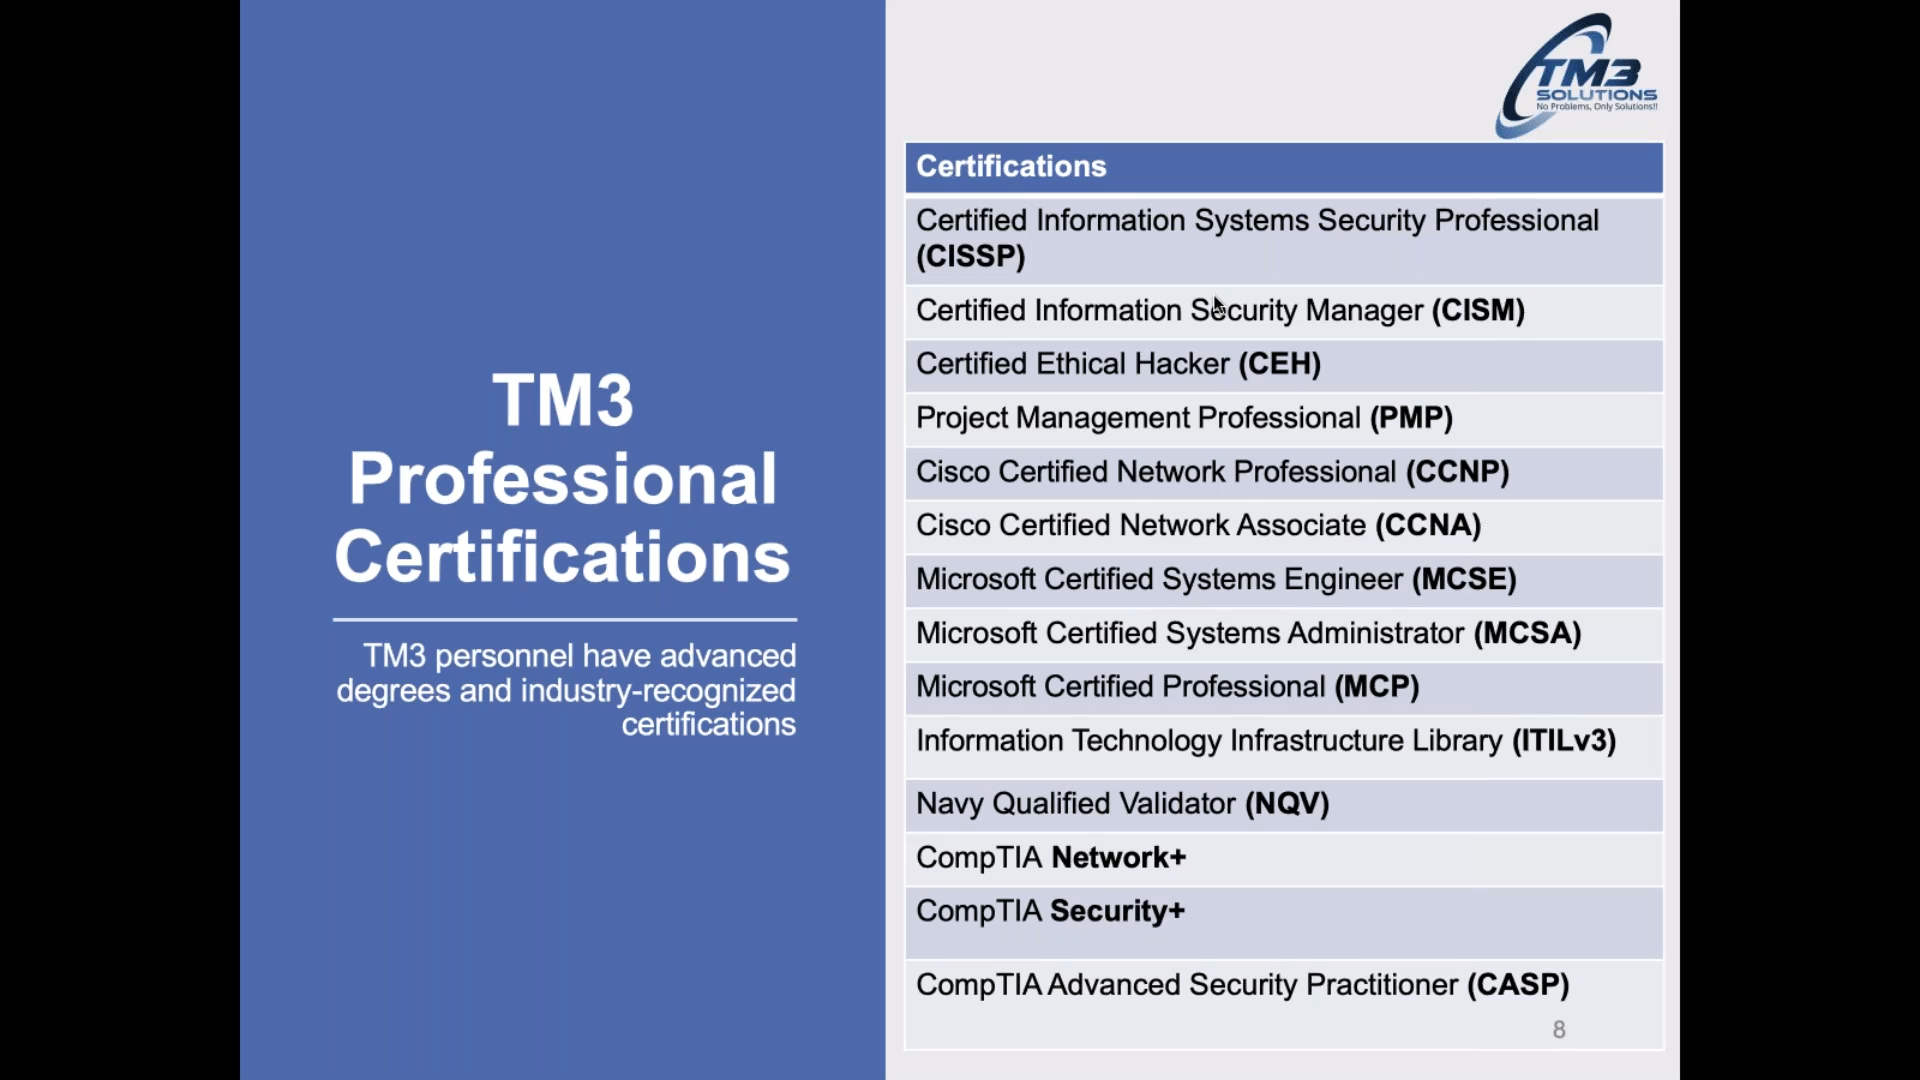 TM3
Professional
Certifications
TM3 personnel have advanced
degrees and industry-recognized
certifications
TM3
SOLUTIONS
No Problems, Only Solutions!!
Certifications
Certified Information Systems Security Professional
(CISSP)
Certified Information Security Manager (CISM)
Certified Ethical Hacker (CEH)
Project Management Professional (PMP)
Cisco Certified Network Professional (CCNP)
Cisco Certified Network Associate (CCNA)
Microsoft Certified Systems Engineer (MCSE)
Microsoft Certified Systems Administrator (MCSA)
Microsoft Certified Professional (MCP)
Information Technology Infrastructure Library (ITILv3)
Navy Qualified Validator (NQV)
CompTIA Network+
CompTIA Security+
CompTIA Advanced Security Practitioner (CASP)
8